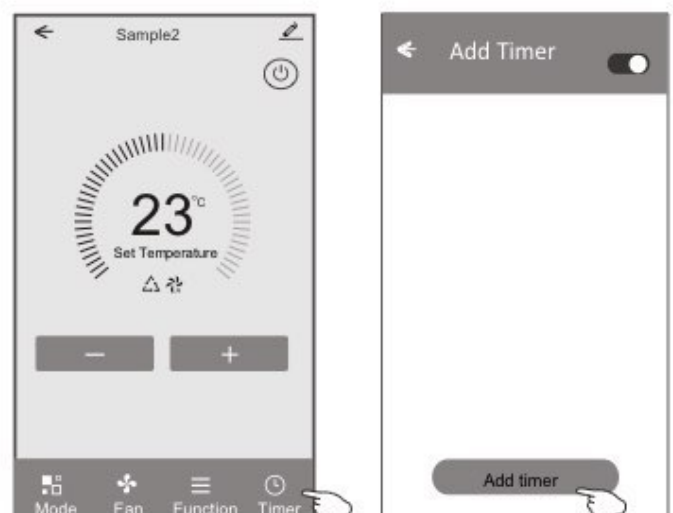 Sample2
23°C
Set Temperature
Mode Fan Function Timer
Add Timer
Add timer